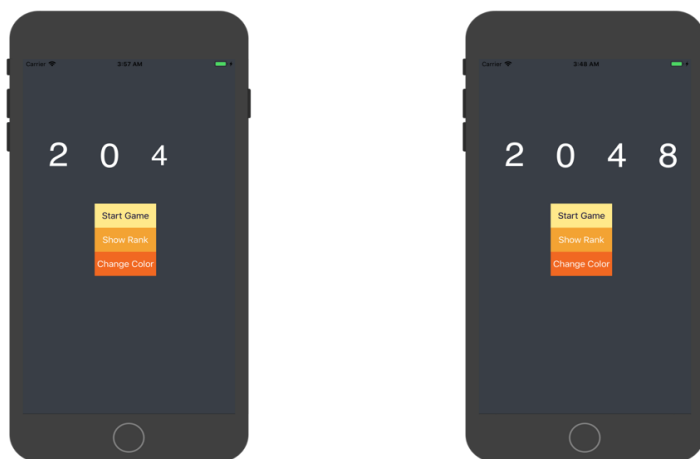 Carrier 3:57 AM
2 0 4
Start Game
Show Rank
Change Color
Carrier 3:48 AM
2 0 4 8
Start Game
Show Rank
Change Color